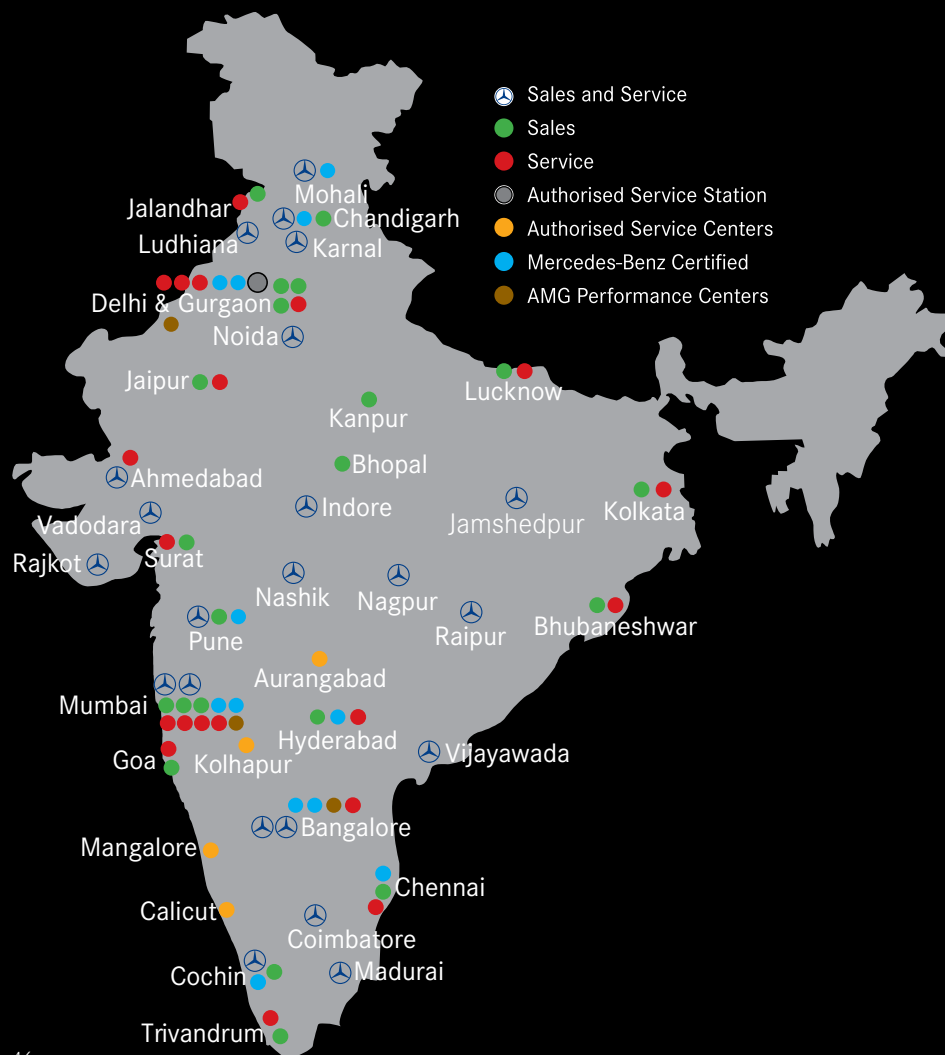 Sales and Service
Sales
Service
Authorised Service Station
Authorised Service Centers
Mercedes-Benz Certified
AMG Performance Centers
Mohali
Jalandhar
Chandigarh
Ludhiana
Karnal
Delhi & Gurgaon
Noida
Jaipur
Lucknow
Kanpur
Bhopal
Ahmedabad
Indore
Jamshedpur
Kolkata
Vadodara
Surat
Rajkot
Nashik
Nagpur
Raipur
Bhubaneshwar
Pune
Aurangabad
Mumbai
Hyderabad
Vijayawada
Goa
Kolhapur
Bangalore
Mangalore
Chennai
Calicut
Coimbatore
Cochin
Madurai
Trivandrum